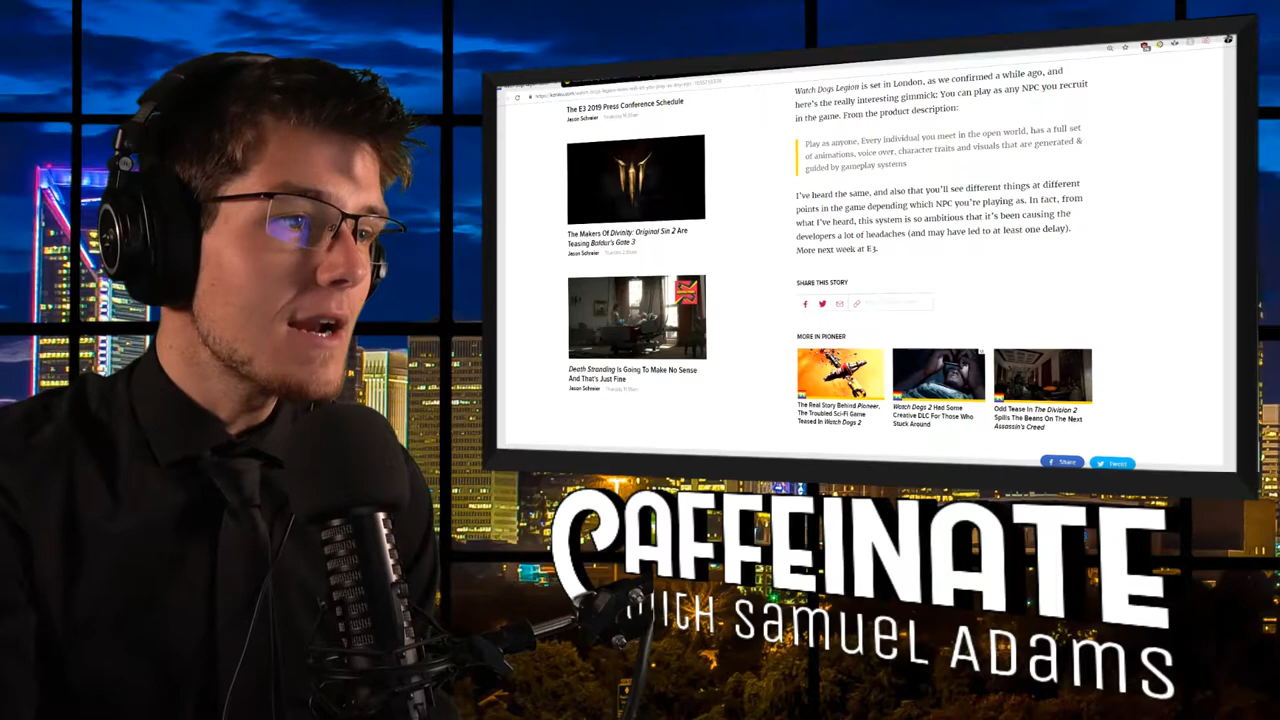 The E3 2019 Press Conference Schedule
Jason Schreier
The Makers Of Divinity: Original Sin 2 Are
Teasing Baldur's Gate 3
Jason Schreier
Death Stranding Is Going To Make No Sense
And That's Just Fine
Jason Schreier
Watch Dogs Legion is set in London, as we confirmed a while ago, and
here's the really interesting gimmick: You can play as any NPC you recruit
in the game. From the product description:
Play as anyone, Every individual you meet in the open world, has a full set
of animations, voice over, character traits and visuals that are generated &
guided by gameplay systems
I've heard the same, and also that you'll see different things at different
points in the game depending which NPC you're playing as. In fact, from
what I've heard, this system is so ambitious that it's been causing the
developers a lot of headaches (and may have led to at least one delay).
More next week at E3.
SHARE THIS STORY
MORE IN PIONEER
The Real Story Behind Pioneer,
The Troubled Sci-Fi Game
Teased In Watch Dogs 2
Watch Dogs 2 Had Some
Creative DLC For Those Who
Stuck Around
Odd Tease In The Division 2
Spills The Beans On The Next
Assassin's Creed
Share
Tweet
CAFFEINATE
WITH SAMUEL ADAMS